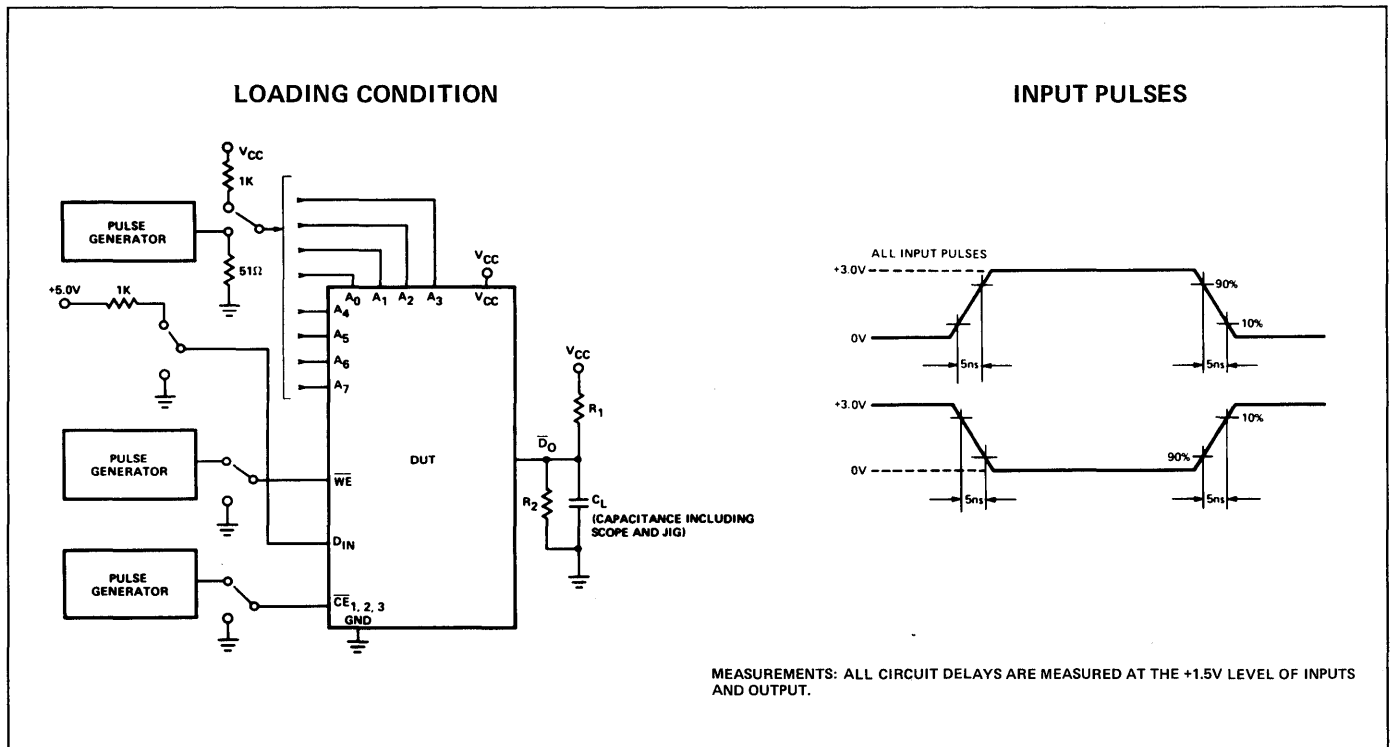 LOADING CONDITION
INPUT PULSES
VCC
1K
PULSE
GENERATOR
51Ω
+5.0V
1K
A0 A1 A2 A3
VCC
VCC
A4
A5
A6
A7
DUT
PULSE
GENERATOR
WE
DIN
PULSE
GENERATOR
CE1, 2, 3
GND
VCC
R1
D̅O
R2
CL
(CAPACITANCE INCLUDING
SCOPE AND JIG)
ALL INPUT PULSES
+3.0V
90%
10%
0V
5ns
5ns
+3.0V
10%
90%
0V
5ns
5ns
MEASUREMENTS: ALL CIRCUIT DELAYS ARE MEASURED AT THE +1.5V LEVEL OF INPUTS
AND OUTPUT.